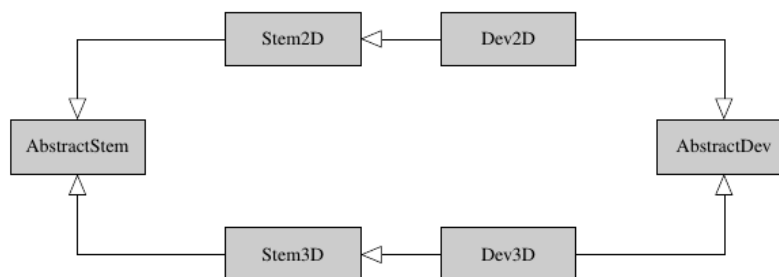 Stem2D
Dev2D
AbstractStem
AbstractDev
Stem3D
Dev3D